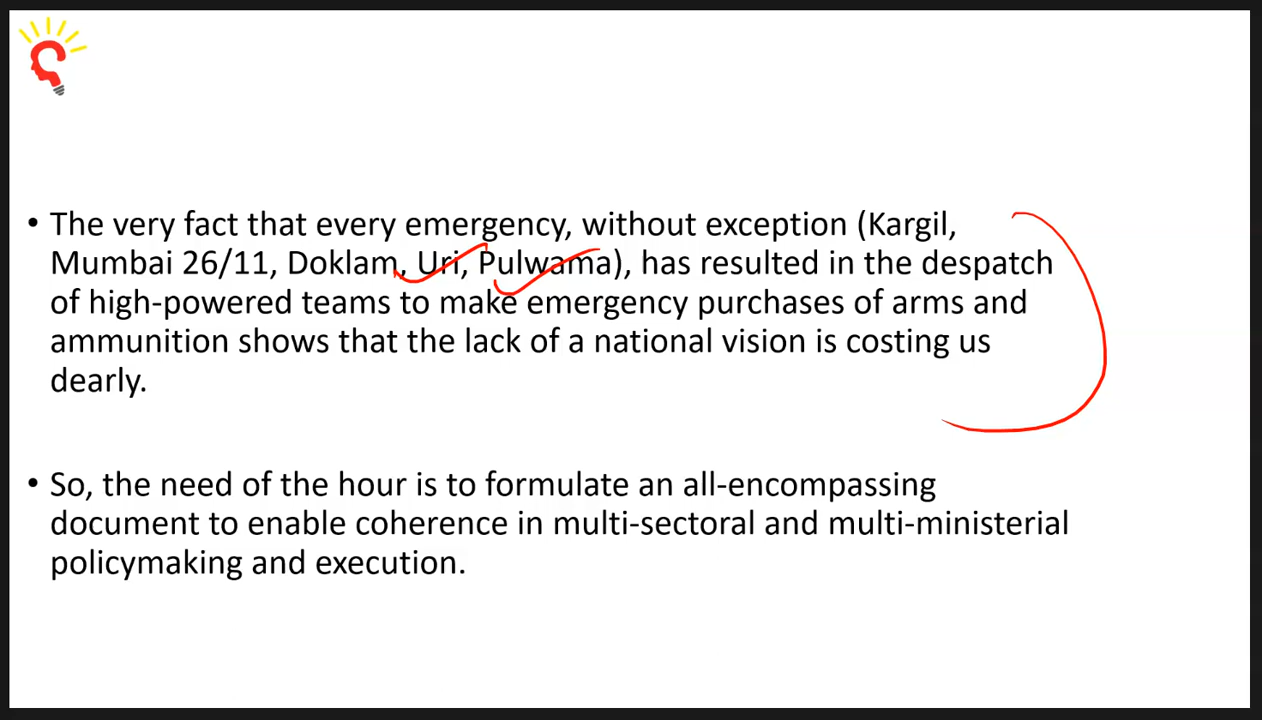 • The very fact that every emergency, without exception (Kargil,
Mumbai 26/11, Doklam, Uri, Pulwama), has resulted in the despatch
of high-powered teams to make emergency purchases of arms and
ammunition shows that the lack of a national vision is costing us
dearly.
• So, the need of the hour is to formulate an all-encompassing
document to enable coherence in multi-sectoral and multi-ministerial
policymaking and execution.